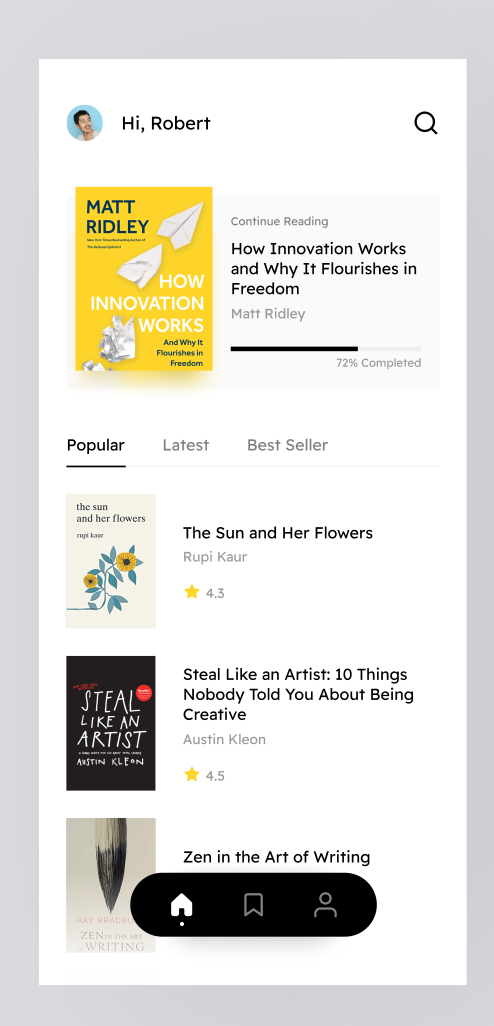 Hi, Robert
MATT
RIDLEY
New York Times Bestselling Author of
The Rational Optimist
HOW
INNOVATION
WORKS
And Why It
Flourishes in
Freedom
Continue Reading
How Innovation Works
and Why It Flourishes in
Freedom
Matt Ridley
72% Completed
Popular
Latest
Best Seller
the sun
and her flowers
rupi kaur
The Sun and Her Flowers
Rupi Kaur
4.3
STEAL
LIKE AN
ARTIST
AUSTIN KLEON
Steal Like an Artist: 10 Things
Nobody Told You About Being
Creative
Austin Kleon
4.5
RAY BRADBU
ZEN IN THE ART
WRITING
Zen in the Art of Writing